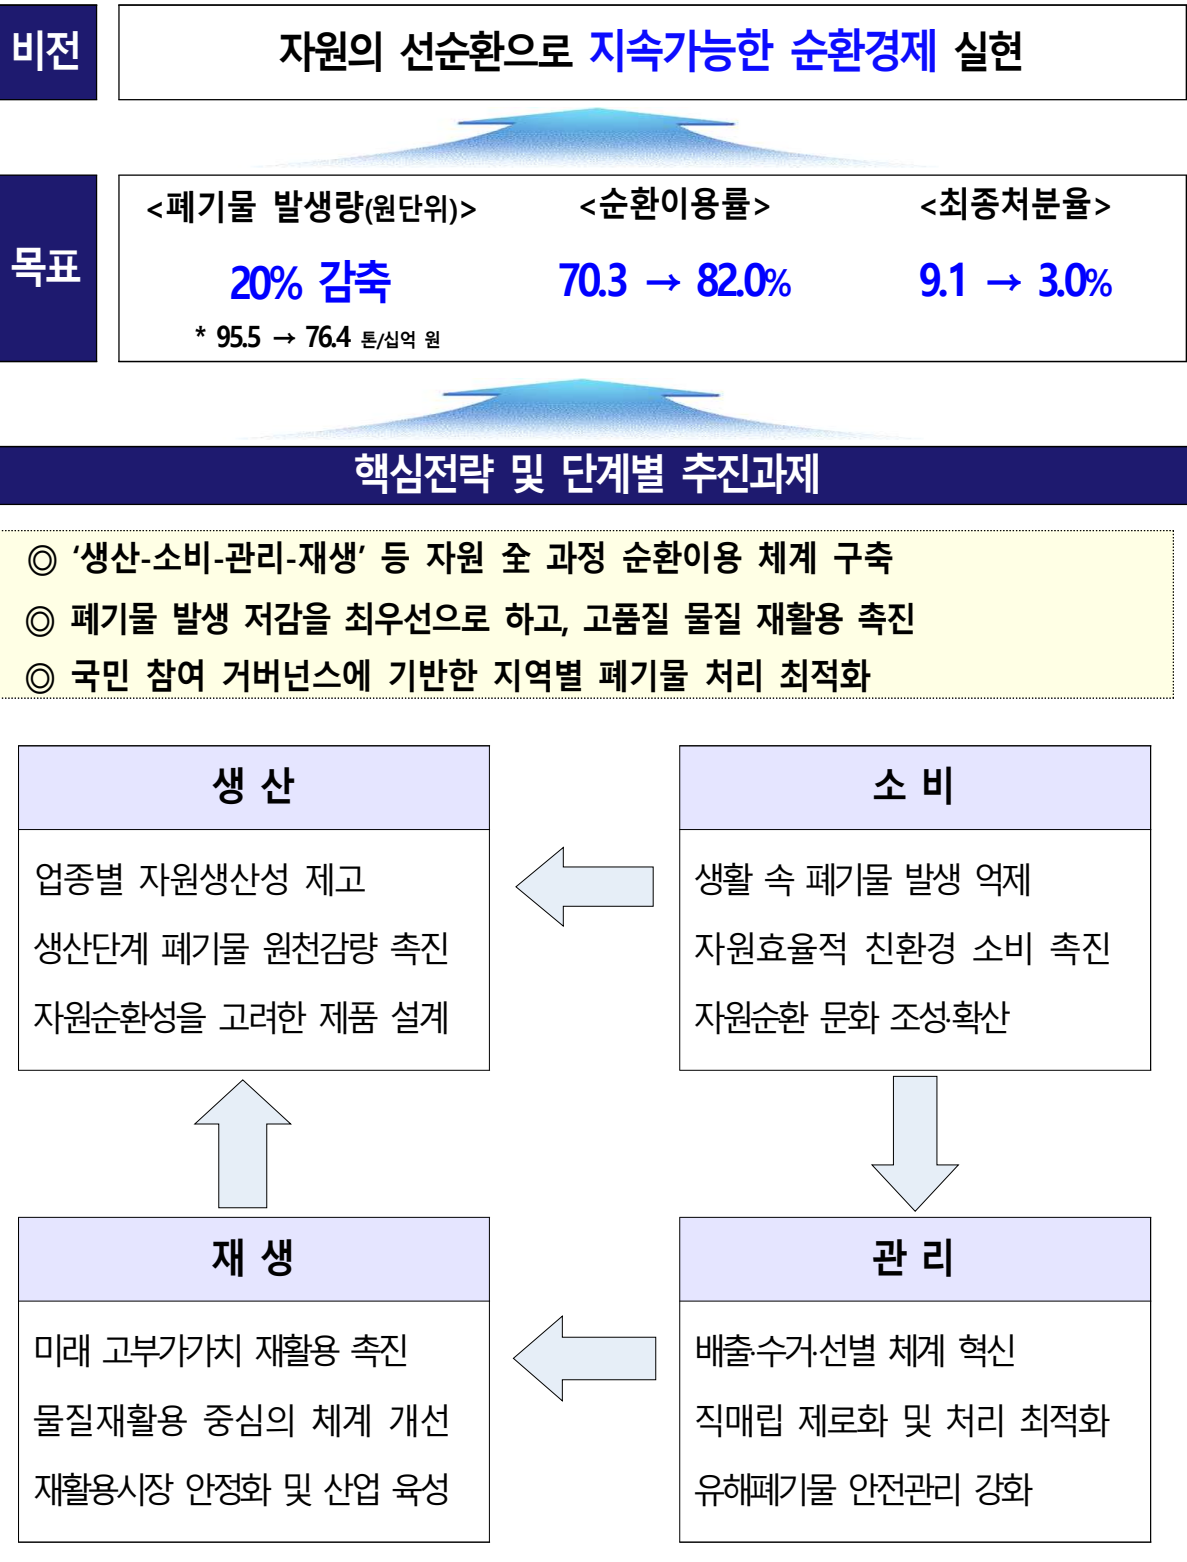 비전
자원의 선순환으로 지속가능한 순환경제 실현
목표
<폐기물 발생량(원단위)>
20% 감축
* 95.5 → 76.4 톤/십억 원
<순환이용률>
70.3 → 82.0%
<최종처분율>
9.1 → 3.0%
핵심전략 및 단계별 추진과제
◎ ‘생산-소비-관리-재생’ 등 자원 全 과정 순환이용 체계 구축
◎ 폐기물 발생 저감을 최우선으로 하고, 고품질 물질 재활용 촉진
◎ 국민 참여 거버넌스에 기반한 지역별 폐기물 처리 최적화
생 산
업종별 자원생산성 제고
생산단계 폐기물 원천감량 촉진
자원순환성을 고려한 제품 설계
소 비
생활 속 폐기물 발생 억제
자원효율적 친환경 소비 촉진
자원순환 문화 조성·확산
재 생
미래 고부가가치 재활용 촉진
물질재활용 중심의 체계 개선
재활용시장 안정화 및 산업 육성
관 리
배출·수거·선별 체계 혁신
직매립 제로화 및 처리 최적화
유해폐기물 안전관리 강화